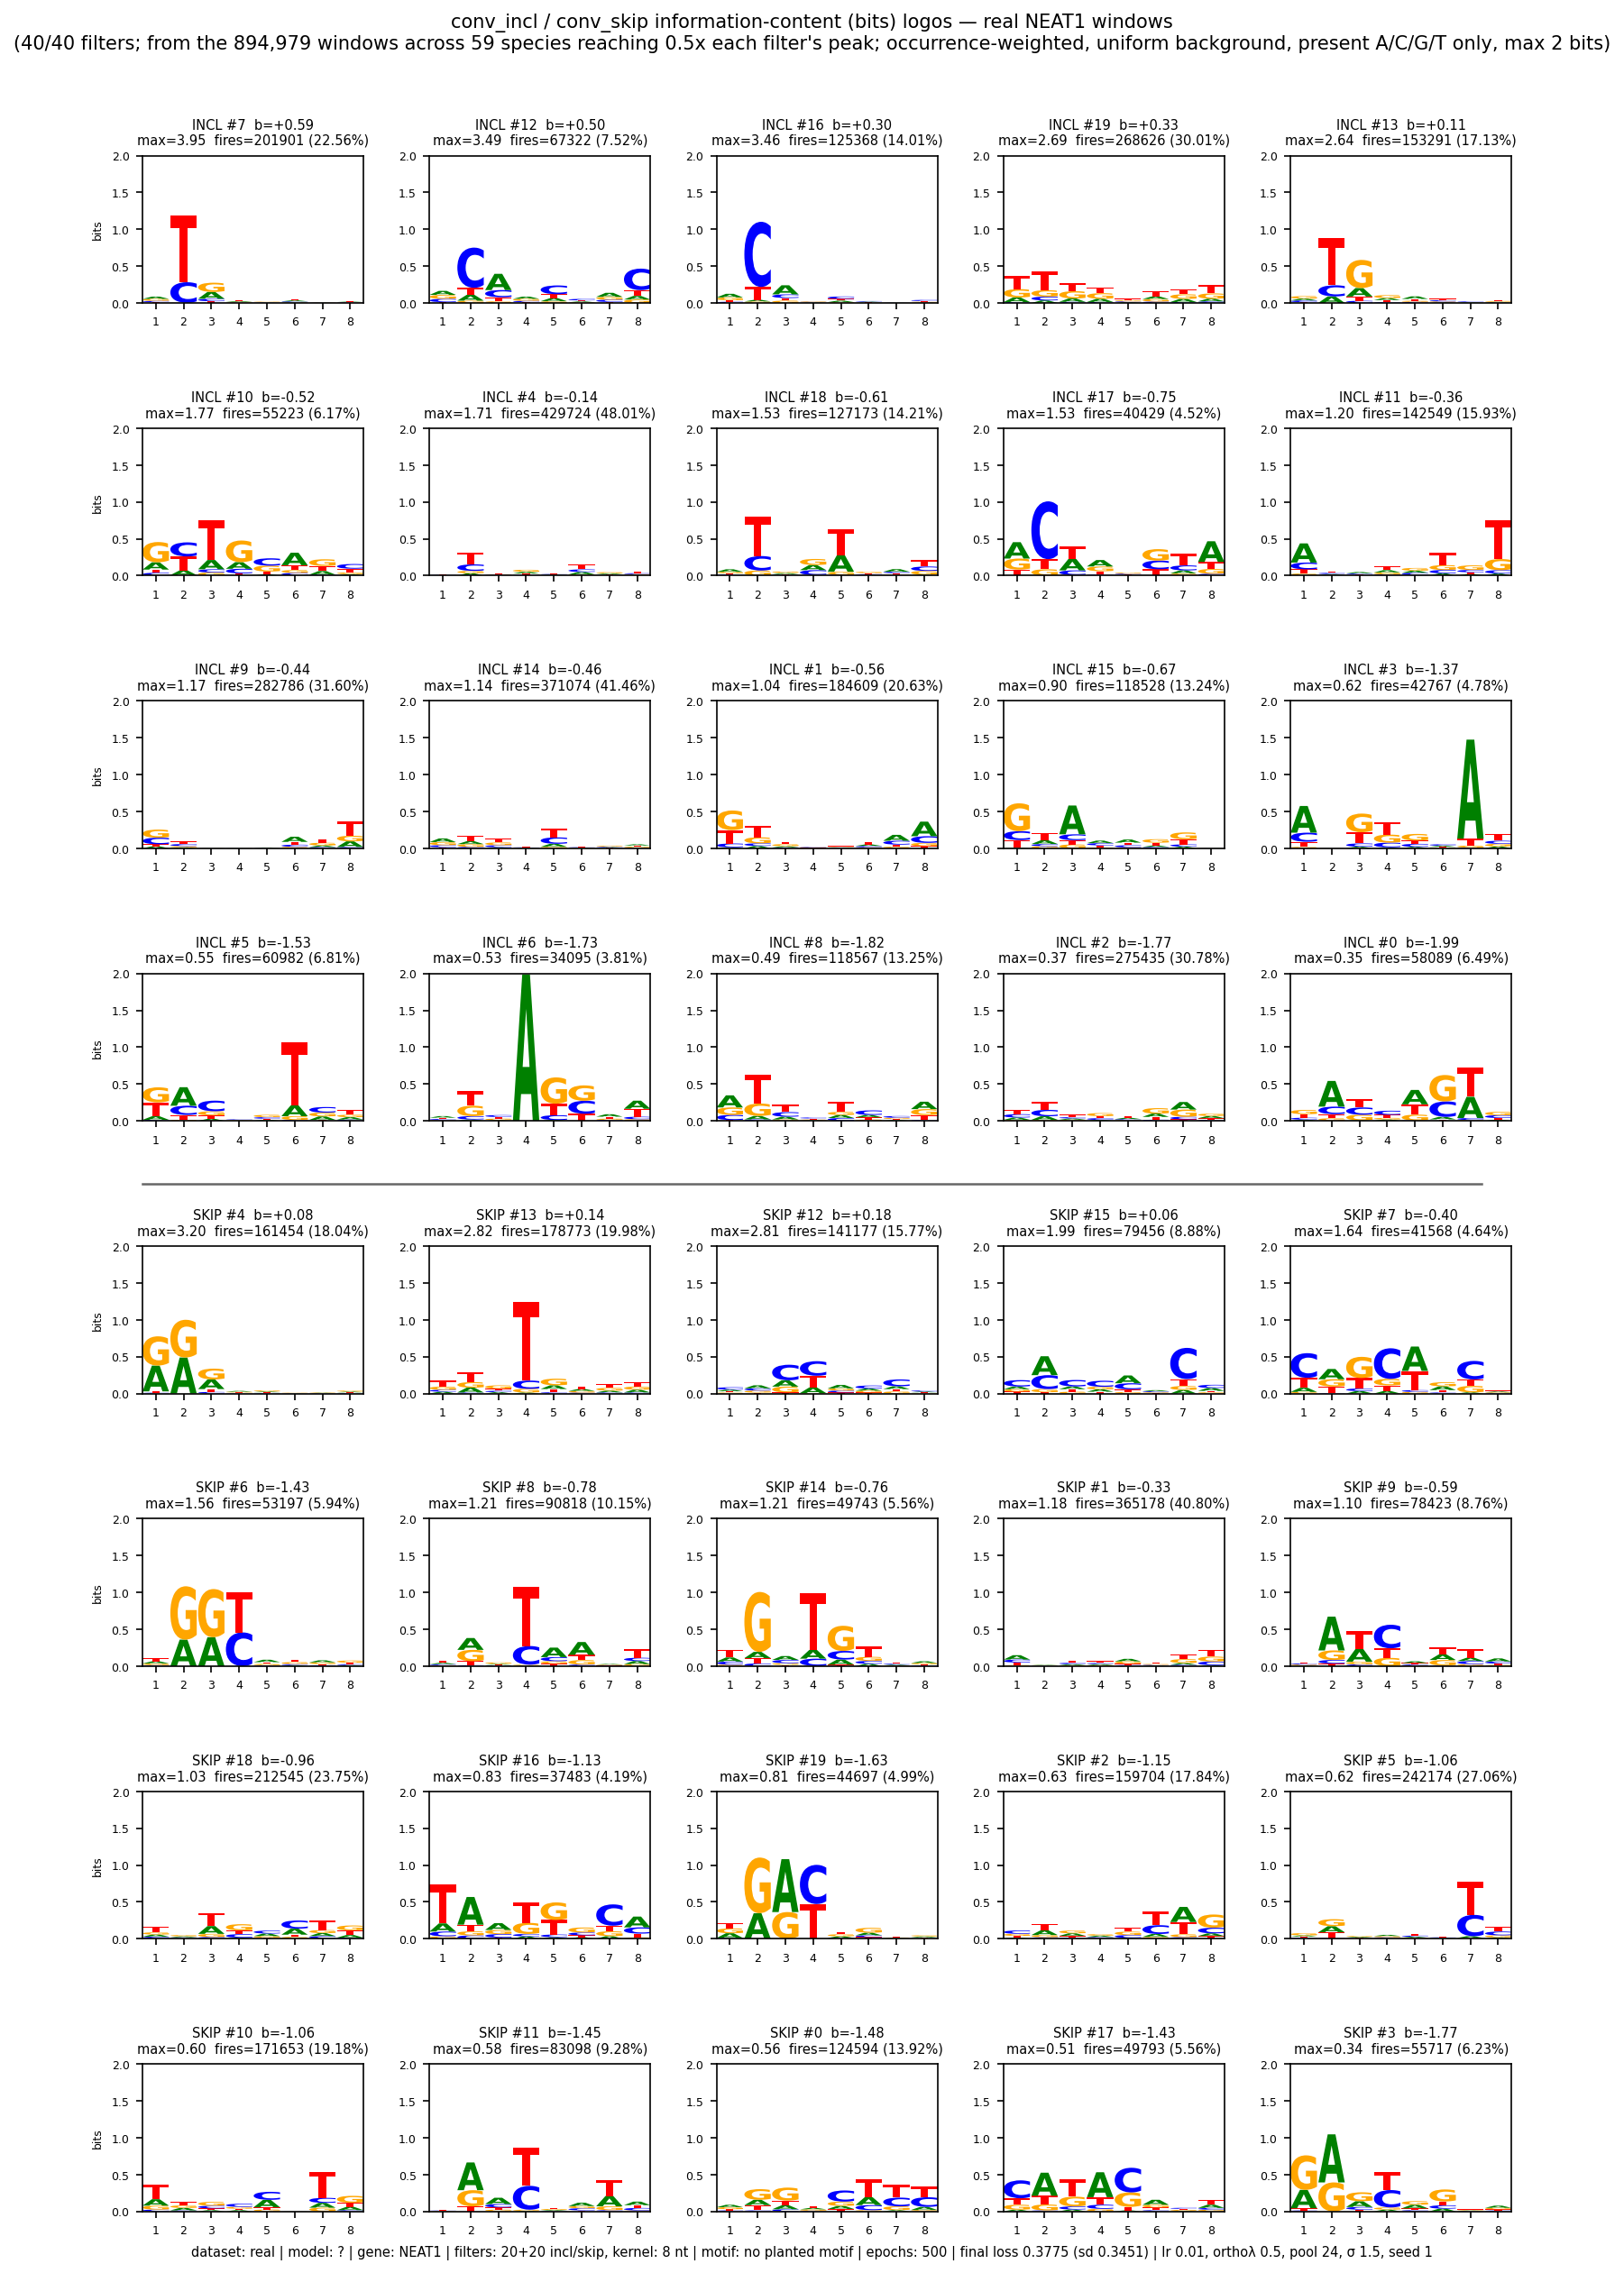 conv_incl / conv_skip information-content (bits) logos — real NEAT1 windows
(40/40 filters; from the 894,979 windows across 59 species reaching 0.5x each filter's peak; occurrence-weighted, uniform background, present A/C/G/T only, max 2 bits)
INCL #7 b=+0.59
max=3.95 fires=201901 (22.56%)
INCL #12 b=+0.50
max=3.49 fires=67322 (7.52%)
INCL #16 b=+0.30
max=3.46 fires=125368 (14.01%)
INCL #19 b=+0.33
max=2.69 fires=268626 (30.01%)
INCL #13 b=+0.11
max=2.64 fires=153291 (17.13%)
bits
INCL #10 b=-0.52
max=1.77 fires=55223 (6.17%)
INCL #4 b=-0.14
max=1.71 fires=429724 (48.01%)
INCL #18 b=-0.61
max=1.53 fires=127173 (14.21%)
INCL #17 b=-0.75
max=1.53 fires=40429 (4.52%)
INCL #11 b=-0.36
max=1.20 fires=142549 (15.93%)
bits
INCL #9 b=-0.44
max=1.17 fires=282786 (31.60%)
INCL #14 b=-0.46
max=1.14 fires=371074 (41.46%)
INCL #1 b=-0.56
max=1.04 fires=184609 (20.63%)
INCL #15 b=-0.67
max=0.90 fires=118528 (13.24%)
INCL #3 b=-1.37
max=0.62 fires=42767 (4.78%)
bits
INCL #5 b=-1.53
max=0.55 fires=60982 (6.81%)
INCL #6 b=-1.73
max=0.53 fires=34095 (3.81%)
INCL #8 b=-1.82
max=0.49 fires=118567 (13.25%)
INCL #2 b=-1.77
max=0.37 fires=275435 (30.78%)
INCL #0 b=-1.99
max=0.35 fires=58089 (6.49%)
bits
SKIP #4 b=+0.08
max=3.20 fires=161454 (18.04%)
SKIP #13 b=+0.14
max=2.82 fires=178773 (19.98%)
SKIP #12 b=+0.18
max=2.81 fires=141177 (15.77%)
SKIP #15 b=+0.06
max=1.99 fires=79456 (8.88%)
SKIP #7 b=-0.40
max=1.64 fires=41568 (4.64%)
bits
SKIP #6 b=-1.43
max=1.56 fires=53197 (5.94%)
SKIP #8 b=-0.78
max=1.21 fires=90818 (10.15%)
SKIP #14 b=-0.76
max=1.21 fires=49743 (5.56%)
SKIP #1 b=-0.33
max=1.18 fires=365178 (40.80%)
SKIP #9 b=-0.59
max=1.10 fires=78423 (8.76%)
bits
SKIP #18 b=-0.96
max=1.03 fires=212545 (23.75%)
SKIP #16 b=-1.13
max=0.83 fires=37483 (4.19%)
SKIP #19 b=-1.63
max=0.81 fires=44697 (4.99%)
SKIP #2 b=-1.15
max=0.63 fires=159704 (17.84%)
SKIP #5 b=-1.06
max=0.62 fires=242174 (27.06%)
bits
SKIP #10 b=-1.06
max=0.60 fires=171653 (19.18%)
SKIP #11 b=-1.45
max=0.58 fires=83098 (9.28%)
SKIP #0 b=-1.48
max=0.56 fires=124594 (13.92%)
SKIP #17 b=-1.43
max=0.51 fires=49793 (5.56%)
SKIP #3 b=-1.77
max=0.34 fires=55717 (6.23%)
bits
dataset: real | model: ? | gene: NEAT1 | filters: 20+20 incl/skip, kernel: 8 nt | motif: no planted motif | epochs: 500 | final loss 0.3775 (sd 0.3451) | lr 0.01, orthoλ 0.5, pool 24, σ 1.5, seed 1